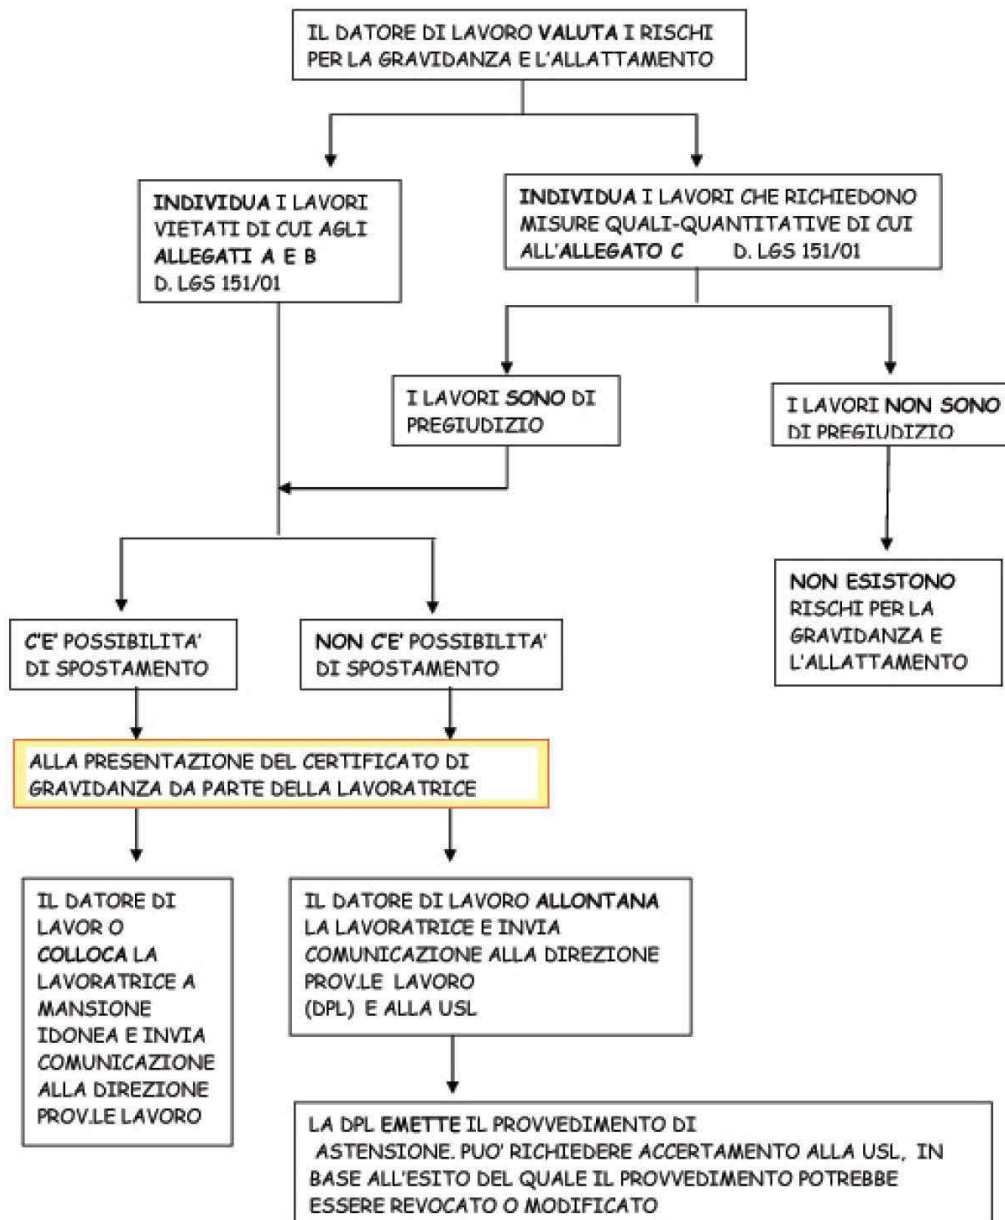 IL DATORE DI LAVORO VALUTA I RISCHI
PER LA GRAVIDANZA E L'ALLATTAMENTO
INDIVIDUA I LAVORI
VIETATI DI CUI AGLI
ALLEGATI A E B
D. LGS 151/01
INDIVIDUA I LAVORI CHE RICHIEDONO
MISURE QUALI-QUANTITATIVE DI CUI
ALL'ALLEGATO C D. LGS 151/01
I LAVORI SONO DI
PREGIUDIZIO
I LAVORI NON SONO
DI PREGIUDIZIO
NON ESISTONO
RISCHI PER LA
GRAVIDANZA E
L'ALLATTAMENTO
C'E' POSSIBILITA'
DI SPOSTAMENTO
NON C'E' POSSIBILITA'
DI SPOSTAMENTO
ALLA PRESENTAZIONE DEL CERTIFICATO DI
GRAVIDANZA DA PARTE DELLA LAVORATRICE
IL DATORE DI
LAVOR O
COLLOCA LA
LAVORATRICE A
MANSIONE
IDONEA E INVIA
COMUNICAZIONE
ALLA DIREZIONE
PROV.LE LAVORO
IL DATORE DI LAVORO ALLONTANA
LA LAVORATRICE E INVIA
COMUNICAZIONE ALLA DIREZIONE
PROV.LE LAVORO
(DPL) E ALLA USL
LA DPL EMETTE IL PROVVEDIMENTO DI
ASTENSIONE. PUO' RICHIEDERE ACCERTAMENTO ALLA USL, IN
BASE ALL'ESITO DEL QUALE IL PROVVEDIMENTO POTREBBE
ESSERE REVOCATO O MODIFICATO